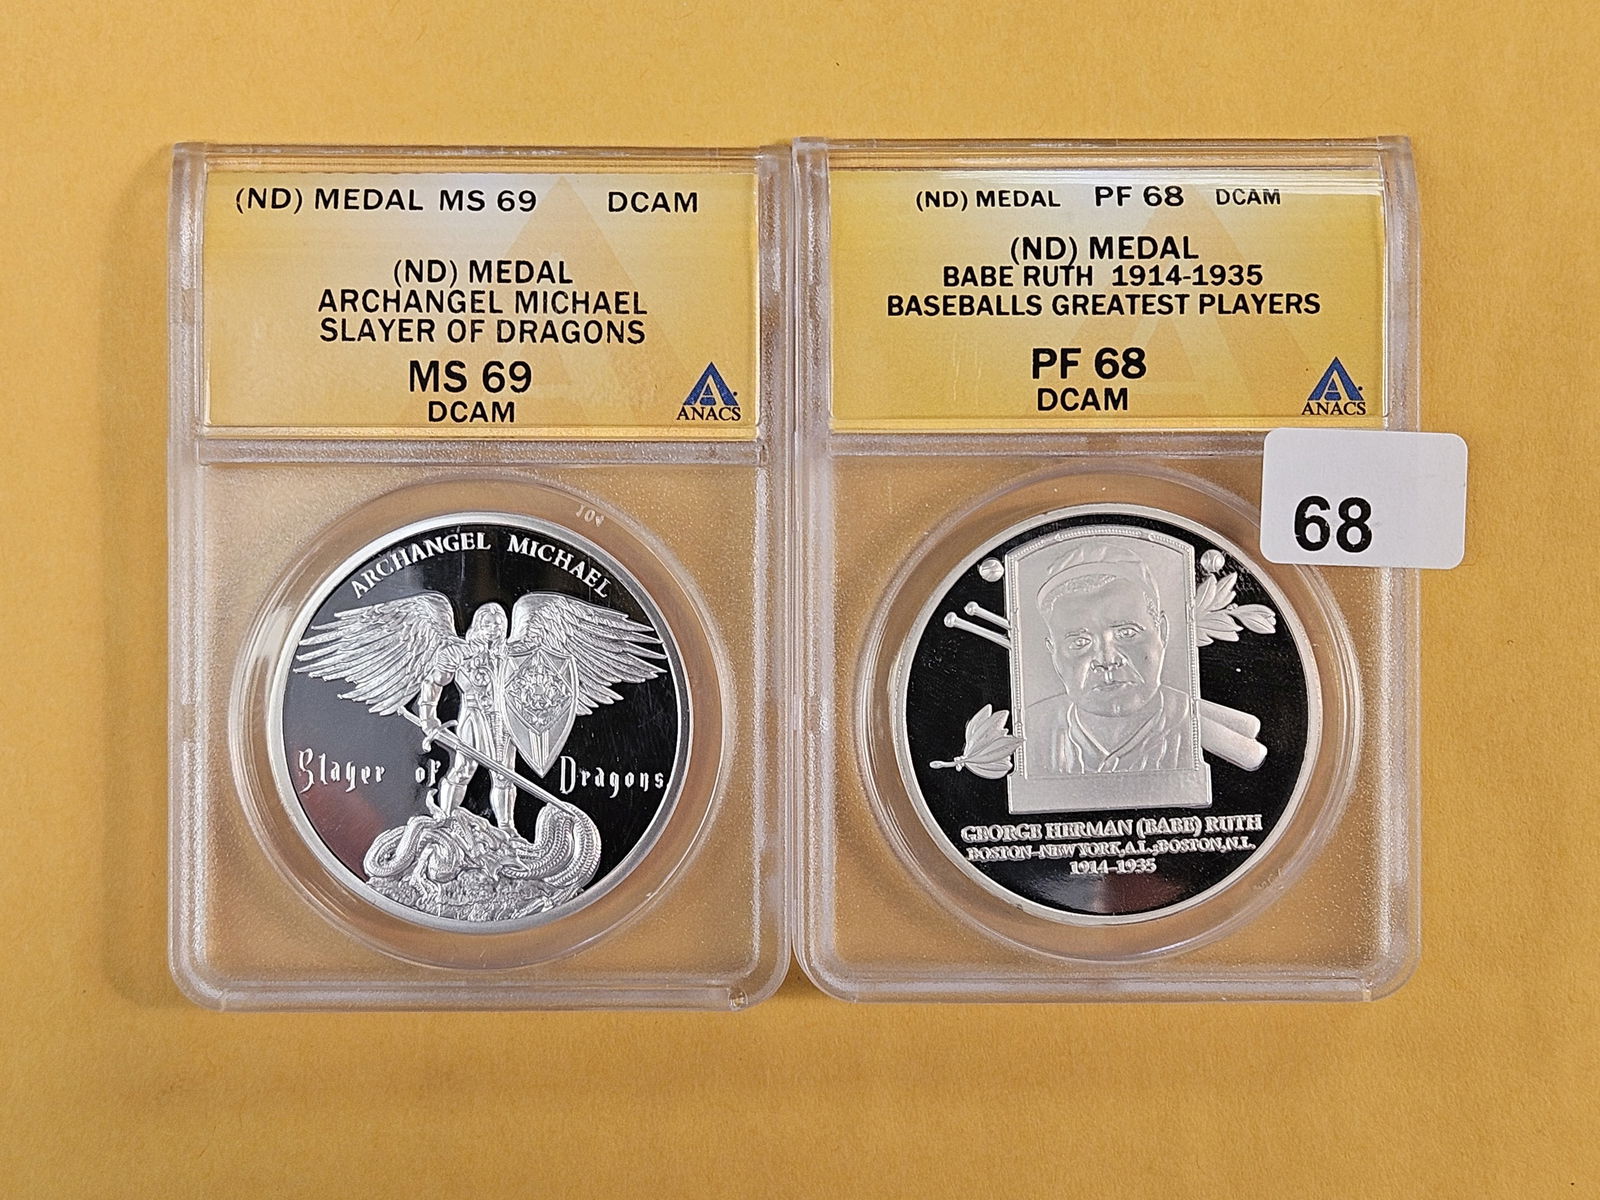 (ND) MEDAL MS 69 DCAM
(ND) MEDAL
ARCHANGEL MICHAEL
SLAYER OF DRAGONS
MS 69
DCAM
ANACS
104
ARCHANGEL MICHAEL
Slayer of Dragons
(ND) MEDAL PF 68 DCAM
(ND) MEDAL
BABE RUTH 1914-1935
BASEBALLS GREATEST PLAYERS
PF 68
DCAM
ANACS
68
GEORGE HERMAN (BABE) RUTH
BOSTON-NEW YORK, A.L.; BOSTON, N.L.
1914-1935